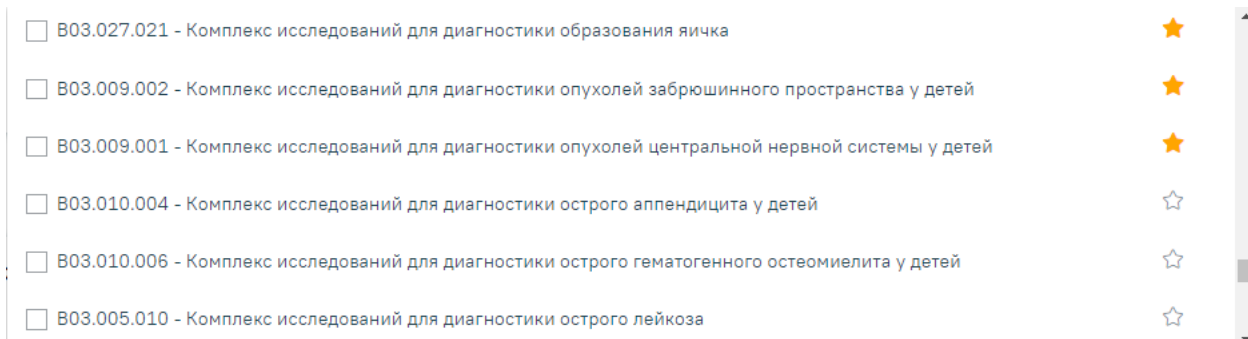 B03.027.021 - Комплекс исследований для диагностики образования яичка
B03.009.002 - Комплекс исследований для диагностики опухолей забрюшинного пространства у детей
B03.009.001 - Комплекс исследований для диагностики опухолей центральной нервной системы у детей
B03.010.004 - Комплекс исследований для диагностики острого аппендицита у детей
B03.010.006 - Комплекс исследований для диагностики острого гематогенного остеомиелита у детей
B03.005.010 - Комплекс исследований для диагностики острого лейкоза